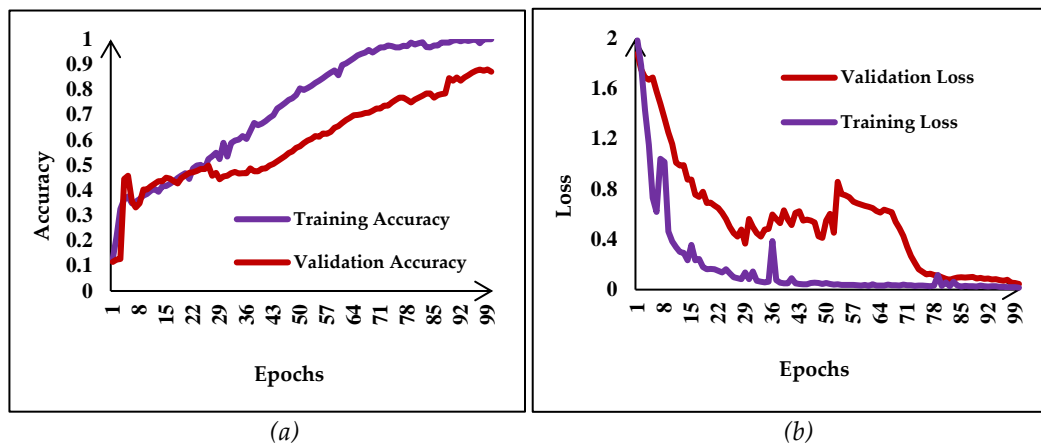 1
0.9
0.8
0.7
0.6
0.5
0.4
0.3
0.2
0.1
0
Accuracy
Training Accuracy
Validation Accuracy
1 8 15 22 29 36 43 50 57 64 71 78 85 92 99
Epochs
(a)
2
1.6
1.2
0.8
0.4
0
Loss
Validation Loss
Training Loss
1 8 15 22 29 36 43 50 57 64 71 78 85 92 99
Epochs
(b)